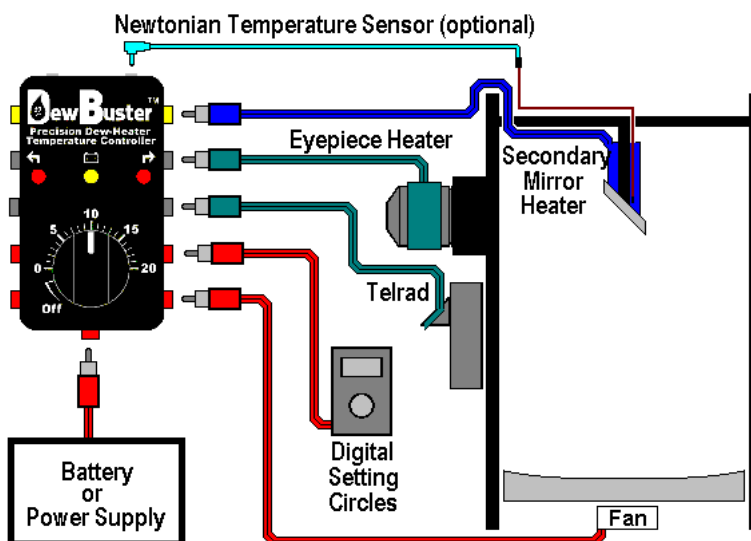 Newtonian Temperature Sensor (optional)
DewBuster™
Precision Dew-Heater
Temperature Controller
Eyepiece Heater
Secondary
Mirror
Heater
10
5
15
0
20
Off
Telrad
Digital
Setting
Circles
Battery
or
Power Supply
Fan